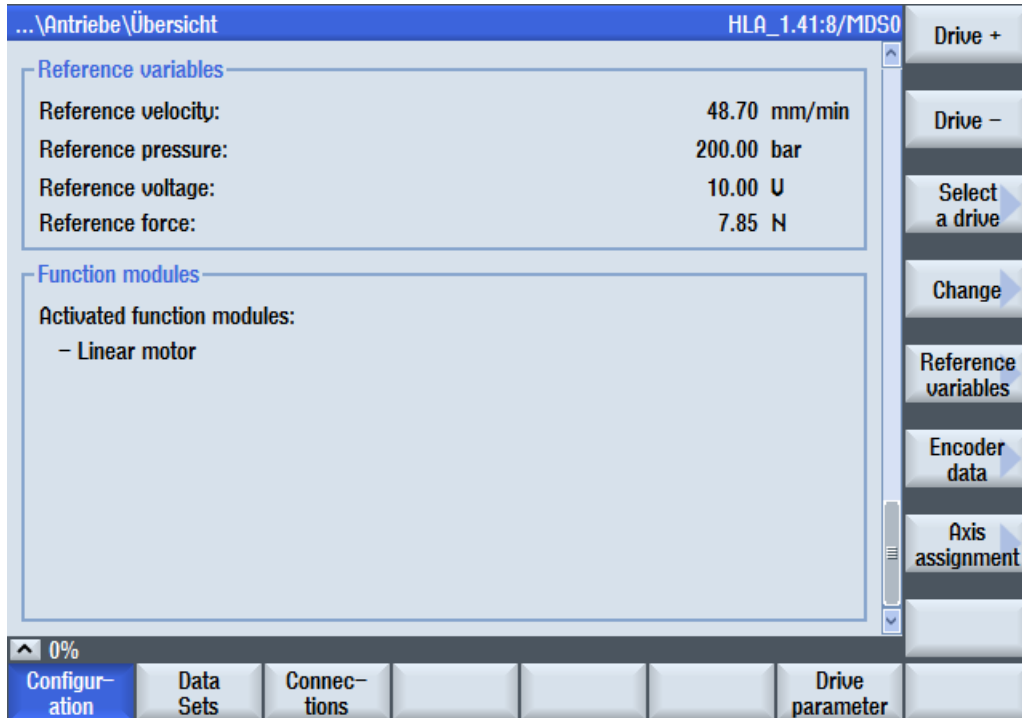 ...\Antriebe\Übersicht HLA_1.41:8/MDS0
Reference variables
Reference velocity: 48.70 mm/min
Reference pressure: 200.00 bar
Reference voltage: 10.00 V
Reference force: 7.85 N
Function modules
Activated function modules:
– Linear motor
0%
Drive +
Drive –
Select
a drive
Change
Reference
variables
Encoder
data
Axis
assignment
Configur–
ation
Data
Sets
Connec–
tions
Drive
parameter